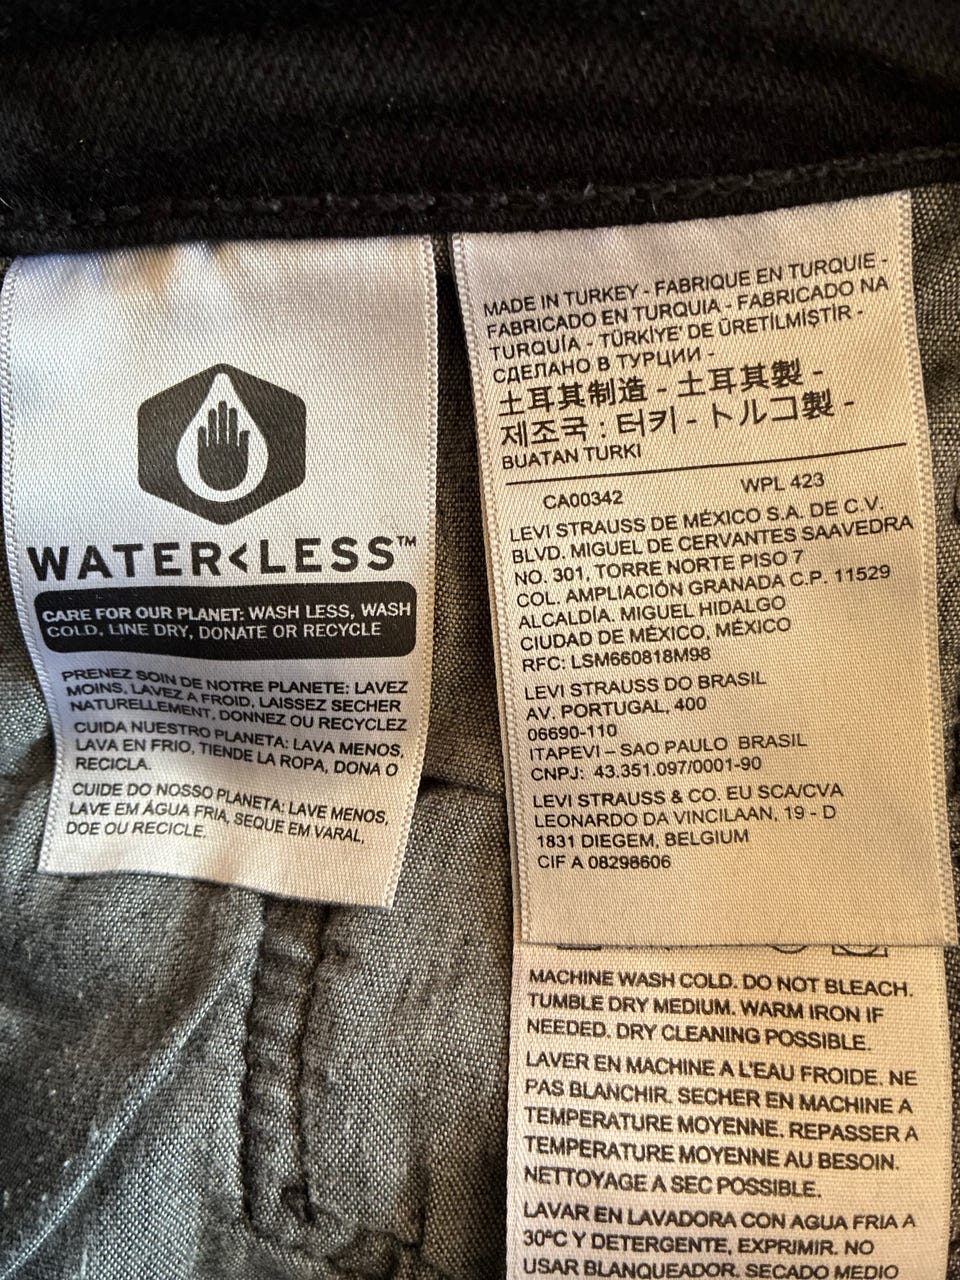 WATER<LESS™
CARE FOR OUR PLANET: WASH LESS, WASH
COLD, LINE DRY, DONATE OR RECYCLE
PRENEZ SOIN DE NOTRE PLANETE: LAVEZ
MOINS, LAVEZ A FROID, LAISSEZ SECHER
NATURELLEMENT, DONNEZ OU RECYCLEZ
CUIDA NUESTRO PLANETA: LAVA MENOS,
LAVA EN FRIO, TIENDE LA ROPA, DONA O
RECICLA.
CUIDE DO NOSSO PLANETA: LAVE MENOS,
LAVE EM ÁGUA FRIA, SEQUE EM VARAL,
DOE OU RECICLE.
MADE IN TURKEY - FABRIQUE EN TURQUIE -
FABRICADO EN TURQUIA - FABRICADO NA
TURQUÍA - TÜRKİYE' DE ÜRETİLMİŞTİR -
СДЕЛАНО В ТУРЦИИ -
土耳其制造 - 土耳其製 -
제조국 : 터키 - トルコ製 -
BUATAN TURKI
CA00342 WPL 423
LEVI STRAUSS DE MÉXICO S.A. DE C.V.
BLVD. MIGUEL DE CERVANTES SAAVEDRA
NO. 301, TORRE NORTE PISO 7
COL. AMPLIACIÓN GRANADA C.P. 11529
ALCALDÍA. MIGUEL HIDALGO
CIUDAD DE MÉXICO, MÉXICO
RFC: LSM660818M98
LEVI STRAUSS DO BRASIL
AV. PORTUGAL, 400
06690-110
ITAPEVI – SAO PAULO BRASIL
CNPJ: 43.351.097/0001-90
LEVI STRAUSS & CO. EU SCA/CVA
LEONARDO DA VINCILAAN, 19 - D
1831 DIEGEM, BELGIUM
CIF A 08298606
MACHINE WASH COLD. DO NOT BLEACH.
TUMBLE DRY MEDIUM. WARM IRON IF
NEEDED. DRY CLEANING POSSIBLE.
LAVER EN MACHINE A L'EAU FROIDE. NE
PAS BLANCHIR. SECHER EN MACHINE A
TEMPERATURE MOYENNE. REPASSER A
TEMPERATURE MOYENNE AU BESOIN.
NETTOYAGE A SEC POSSIBLE.
LAVAR EN LAVADORA CON AGUA FRIA A
30ºC Y DETERGENTE, EXPRIMIR. NO
USAR BLANQUEADOR. SECADO MEDIO